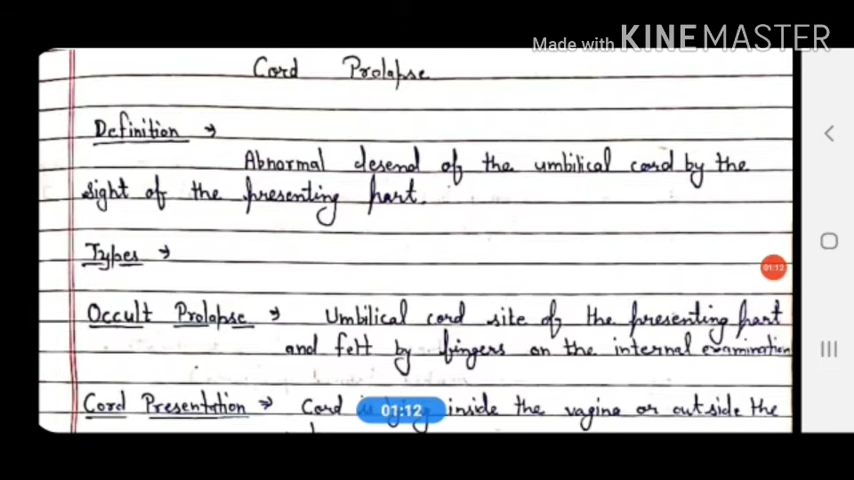 Made with KINEMASTER
Cord Prolapse
Definition →
Abnormal desend of the umbilical cord by the
sight of the presenting part.
Types →
01:12
Occult Prolapse → Umbilical cord site of the presenting part
and felt by fingers on the internal examination
Cord Presentation → Cord inside the vagina or outside the
01:12